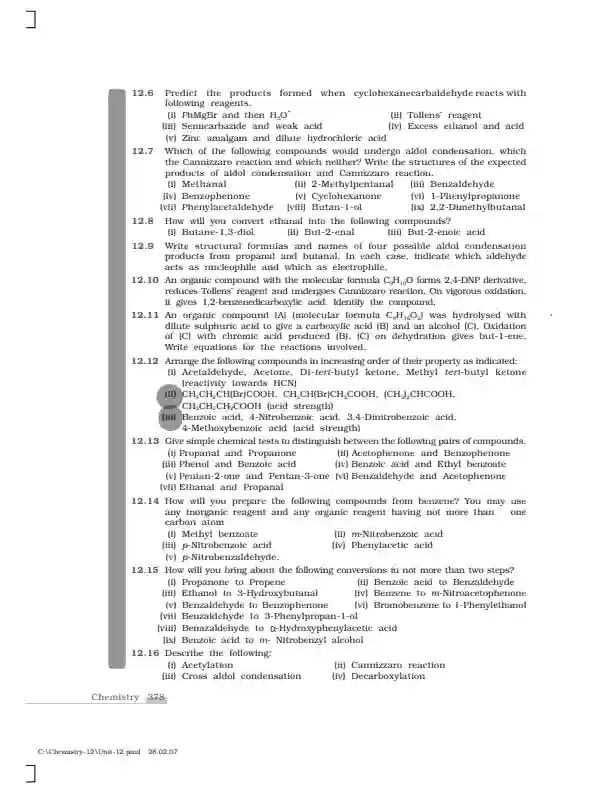 12.6 Predict the products formed when cyclohexanecarbaldehyde reacts with
following reagents.
(i) PhMgBr and then H₃O⁺ (ii) Tollens' reagent
(iii) Semicarbazide and weak acid (iv) Excess ethanol and acid
(v) Zinc amalgam and dilute hydrochloric acid
12.7 Which of the following compounds would undergo aldol condensation, which
the Cannizzaro reaction and which neither? Write the structures of the expected
products of aldol condensation and Cannizzaro reaction.
(i) Methanal (ii) 2-Methylpentanal (iii) Benzaldehyde
(iv) Benzophenone (v) Cyclohexanone (vi) 1-Phenylpropanone
(vii) Phenylacetaldehyde (viii) Butan-1-ol (ix) 2,2-Dimethylbutanal
12.8 How will you convert ethanal into the following compounds?
(i) Butane-1,3-diol (ii) But-2-enal (iii) But-2-enoic acid
12.9 Write structural formulas and names of four possible aldol condensation
products from propanal and butanal. In each case, indicate which aldehyde
acts as nucleophile and which as electrophile.
12.10 An organic compound with the molecular formula C₉H₁₀O forms 2,4-DNP derivative,
reduces Tollens' reagent and undergoes Cannizzaro reaction. On vigorous oxidation,
it gives 1,2-benzenedicarboxylic acid. Identify the compound.
12.11 An organic compound (A) (molecular formula C₈H₁₆O₂) was hydrolysed with
dilute sulphuric acid to give a carboxylic acid (B) and an alcohol (C). Oxidation
of (C) with chromic acid produced (B). (C) on dehydration gives but-1-ene.
Write equations for the reactions involved.
12.12 Arrange the following compounds in increasing order of their property as indicated:
(i) Acetaldehyde, Acetone, Di-tert-butyl ketone, Methyl tert-butyl ketone
(reactivity towards HCN)
(ii) CH₃CH₂CH(Br)COOH, CH₃CH(Br)CH₂COOH, (CH₃)₂CHCOOH,
CH₃CH₂CH₂COOH (acid strength)
(iii) Benzoic acid, 4-Nitrobenzoic acid, 3,4-Dinitrobenzoic acid,
4-Methoxybenzoic acid (acid strength)
12.13 Give simple chemical tests to distinguish between the following pairs of compounds.
(i) Propanal and Propanone (ii) Acetophenone and Benzophenone
(iii) Phenol and Benzoic acid (iv) Benzoic acid and Ethyl benzoate
(v) Pentan-2-one and Pentan-3-one (vi) Benzaldehyde and Acetophenone
(vii) Ethanal and Propanal
12.14 How will you prepare the following compounds from benzene? You may use
any inorganic reagent and any organic reagent having not more than one
carbon atom
(i) Methyl benzoate (ii) m-Nitrobenzoic acid
(iii) p-Nitrobenzoic acid (iv) Phenylacetic acid
(v) p-Nitrobenzaldehyde.
12.15 How will you bring about the following conversions in not more than two steps?
(i) Propanone to Propene (ii) Benzoic acid to Benzaldehyde
(iii) Ethanol to 3-Hydroxybutanal (iv) Benzene to m-Nitroacetophenone
(v) Benzaldehyde to Benzophenone (vi) Bromobenzene to 1-Phenylethanol
(vii) Benzaldehyde to 3-Phenylpropan-1-ol
(viii) Benazaldehyde to α-Hydroxyphenylacetic acid
(ix) Benzoic acid to m- Nitrobenzyl alcohol
12.16 Describe the following:
(i) Acetylation (ii) Cannizzaro reaction
(iii) Cross aldol condensation (iv) Decarboxylation
Chemistry 378
C:\Chemistry-12\Unit-12.pmd 28.02.07